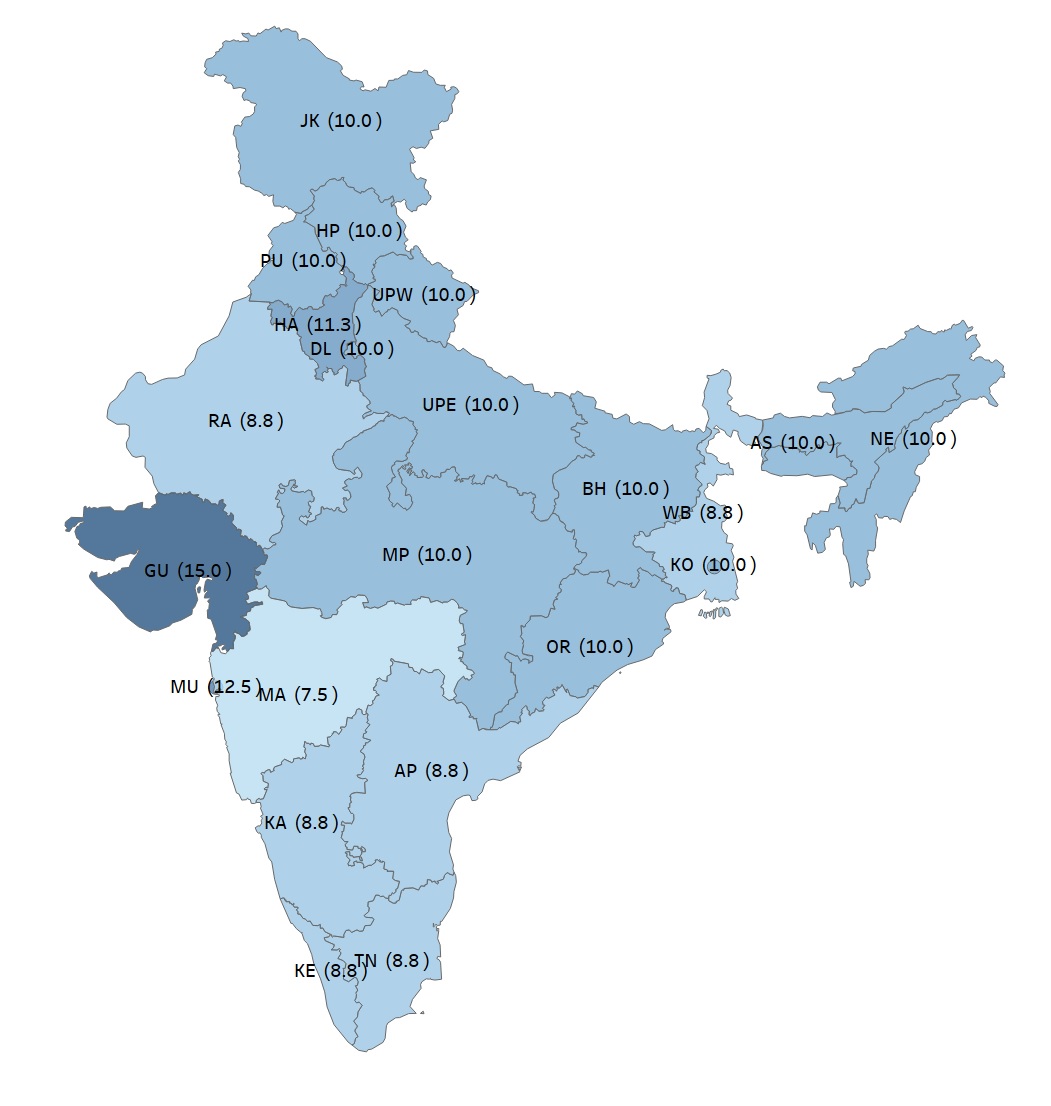 JK (10.0)
HP (10.0)
PU (10.0)
UPW (10.0)
HA (11.3)
DL (10.0)
UPE (10.0)
RA (8.8)
AS (10.0)
NE (10.0)
BH (10.0)
WB (8.8)
MP (10.0)
KO (10.0)
GU (15.0)
OR (10.0)
MU (12.5)
MA (7.5)
AP (8.8)
KA (8.8)
TN (8.8)
KE (8.8)